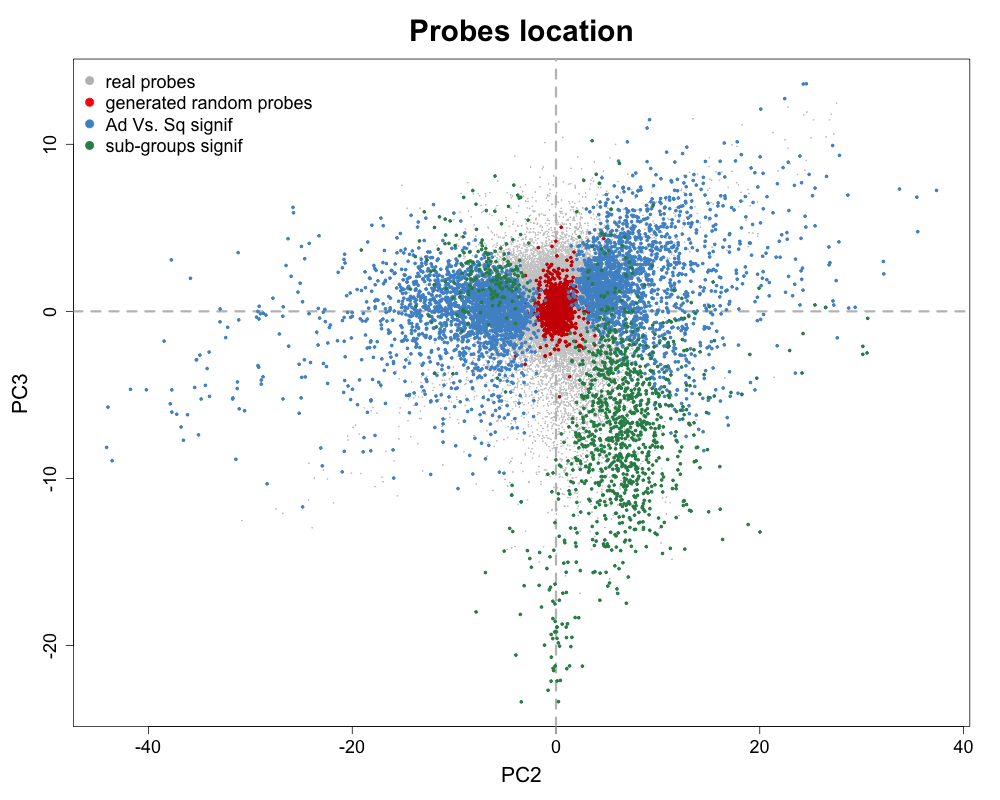 Probes location
real probes
generated random probes
Ad Vs. Sq signif
sub-groups signif
10
0
-10
-20
PC3
-40
-20
0
20
40
PC2